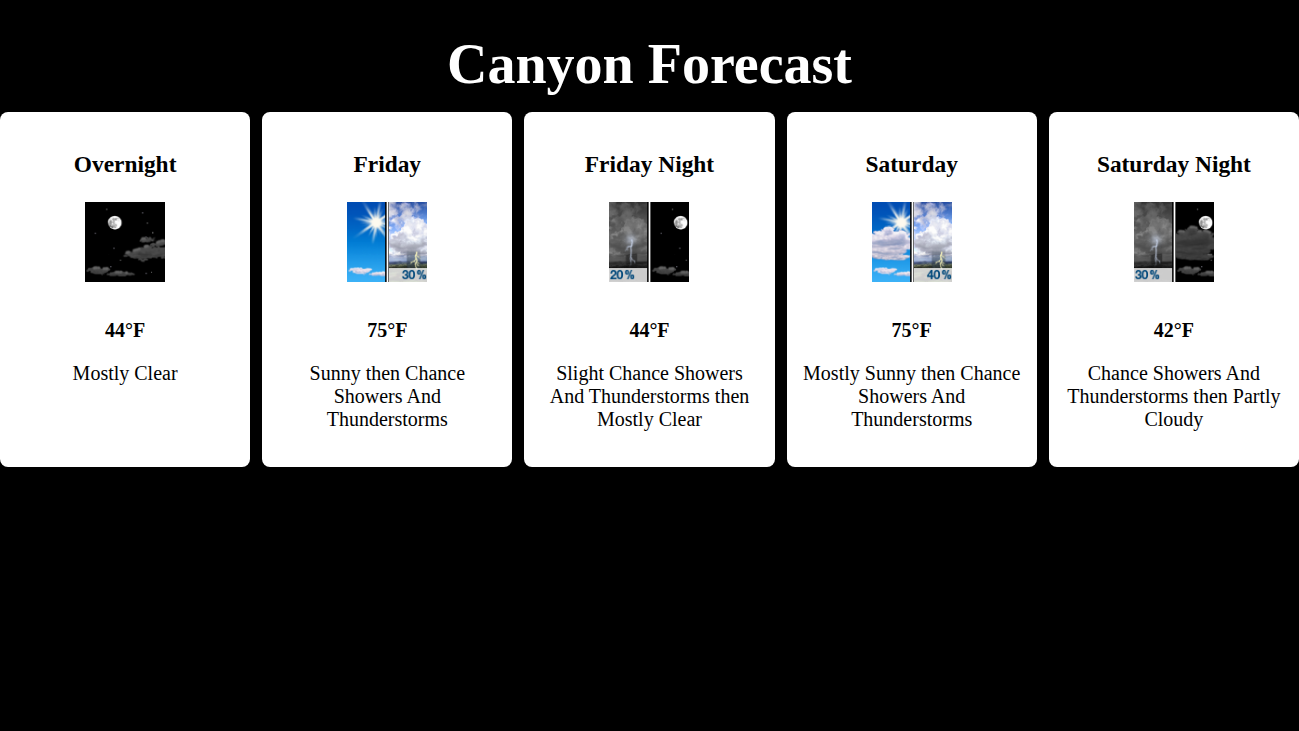 Canyon Forecast
Overnight
44°F
Mostly Clear
Friday
30%
75°F
Sunny then Chance
Showers And
Thunderstorms
Friday Night
20%
44°F
Slight Chance Showers
And Thunderstorms then
Mostly Clear
Saturday
40%
75°F
Mostly Sunny then Chance
Showers And
Thunderstorms
Saturday Night
30%
42°F
Chance Showers And
Thunderstorms then Partly
Cloudy